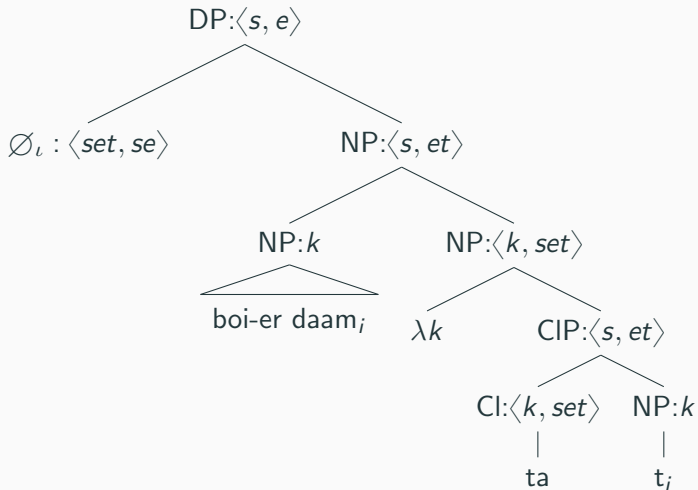 DP:⟨s, e⟩
∅ι : ⟨set, se⟩ NP:⟨s, et⟩
NP:k NP:⟨k, set⟩
boi-er daamᵢ λk ClP:⟨s, et⟩
Cl:⟨k, set⟩ NP:k
ta tᵢ